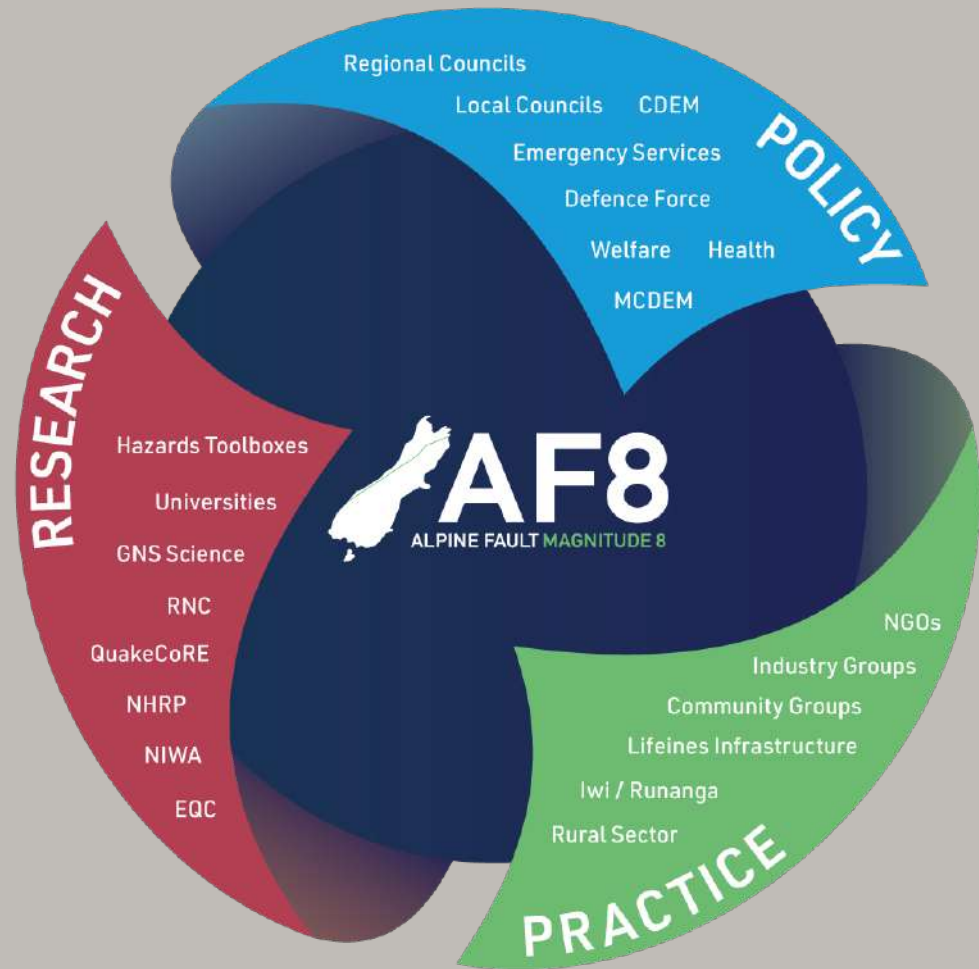 POLICY
Regional Councils
Local Councils CDEM
Emergency Services
Defence Force
Welfare Health
MCDEM
RESEARCH
Hazards Toolboxes
Universities
GNS Science
RNC
QuakeCoRE
NHRP
NIWA
EQC
AF8
ALPINE FAULT MAGNITUDE 8
NGOs
Industry Groups
Community Groups
Lifeines Infrastructure
Iwi / Runanga
Rural Sector
PRACTICE